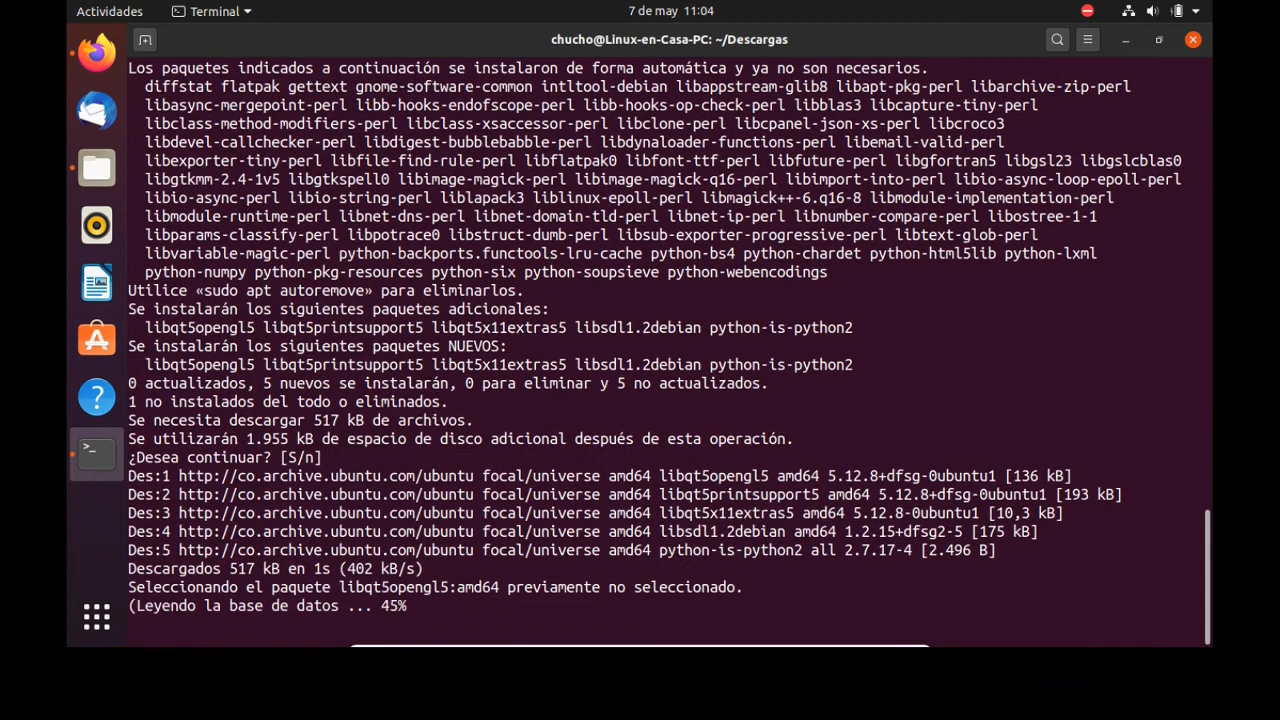 Actividades
Terminal
7 de may 11:04
chucho@Linux-en-Casa-PC: ~/Descargas
Los paquetes indicados a continuación se instalaron de forma automática y ya no son necesarios.
diffstat flatpak gettext gnome-software-common intltool-debian libappstream-glib8 libapt-pkg-perl libarchive-zip-perl
libasync-mergepoint-perl libb-hooks-endofscope-perl libb-hooks-op-check-perl libblas3 libcapture-tiny-perl
libclass-method-modifiers-perl libclass-xsaccessor-perl libclone-perl libcpanel-json-xs-perl libcroco3
libdevel-callchecker-perl libdigest-bubblebabble-perl libdynaloader-functions-perl libemail-valid-perl
libexporter-tiny-perl libfile-find-rule-perl libflatpak0 libfont-ttf-perl libfuture-perl libgfortran5 libgsl23 libgslcblas0
libgtkmm-2.4-1v5 libgtkspell0 libimage-magick-perl libimage-magick-q16-perl libimport-into-perl libio-async-loop-epoll-perl
libio-async-perl libio-string-perl liblapack3 liblinux-epoll-perl libmagick++-6.q16-8 libmodule-implementation-perl
libmodule-runtime-perl libnet-dns-perl libnet-domain-tld-perl libnet-ip-perl libnumber-compare-perl libostree-1-1
libparams-classify-perl libpotrace0 libstruct-dumb-perl libsub-exporter-progressive-perl libtext-glob-perl
libvariable-magic-perl python-backports.functools-lru-cache python-bs4 python-chardet python-html5lib python-lxml
python-numpy python-pkg-resources python-six python-soupsieve python-webencodings
Utilice «sudo apt autoremove» para eliminarlos.
Se instalarán los siguientes paquetes adicionales:
libqt5opengl5 libqt5printsupport5 libqt5x11extras5 libsdl1.2debian python-is-python2
Se instalarán los siguientes paquetes NUEVOS:
libqt5opengl5 libqt5printsupport5 libqt5x11extras5 libsdl1.2debian python-is-python2
0 actualizados, 5 nuevos se instalarán, 0 para eliminar y 5 no actualizados.
1 no instalados del todo o eliminados.
Se necesita descargar 517 kB de archivos.
Se utilizarán 1.955 kB de espacio de disco adicional después de esta operación.
¿Desea continuar? [S/n]
Des:1 http://co.archive.ubuntu.com/ubuntu focal/universe amd64 libqt5opengl5 amd64 5.12.8+dfsg-0ubuntu1 [136 kB]
Des:2 http://co.archive.ubuntu.com/ubuntu focal/universe amd64 libqt5printsupport5 amd64 5.12.8+dfsg-0ubuntu1 [193 kB]
Des:3 http://co.archive.ubuntu.com/ubuntu focal/universe amd64 libqt5x11extras5 amd64 5.12.8-0ubuntu1 [10,3 kB]
Des:4 http://co.archive.ubuntu.com/ubuntu focal/universe amd64 libsdl1.2debian amd64 1.2.15+dfsg2-5 [175 kB]
Des:5 http://co.archive.ubuntu.com/ubuntu focal/universe amd64 python-is-python2 all 2.7.17-4 [2.496 B]
Descargados 517 kB en 1s (402 kB/s)
Seleccionando el paquete libqt5opengl5:amd64 previamente no seleccionado.
(Leyendo la base de datos ... 45%